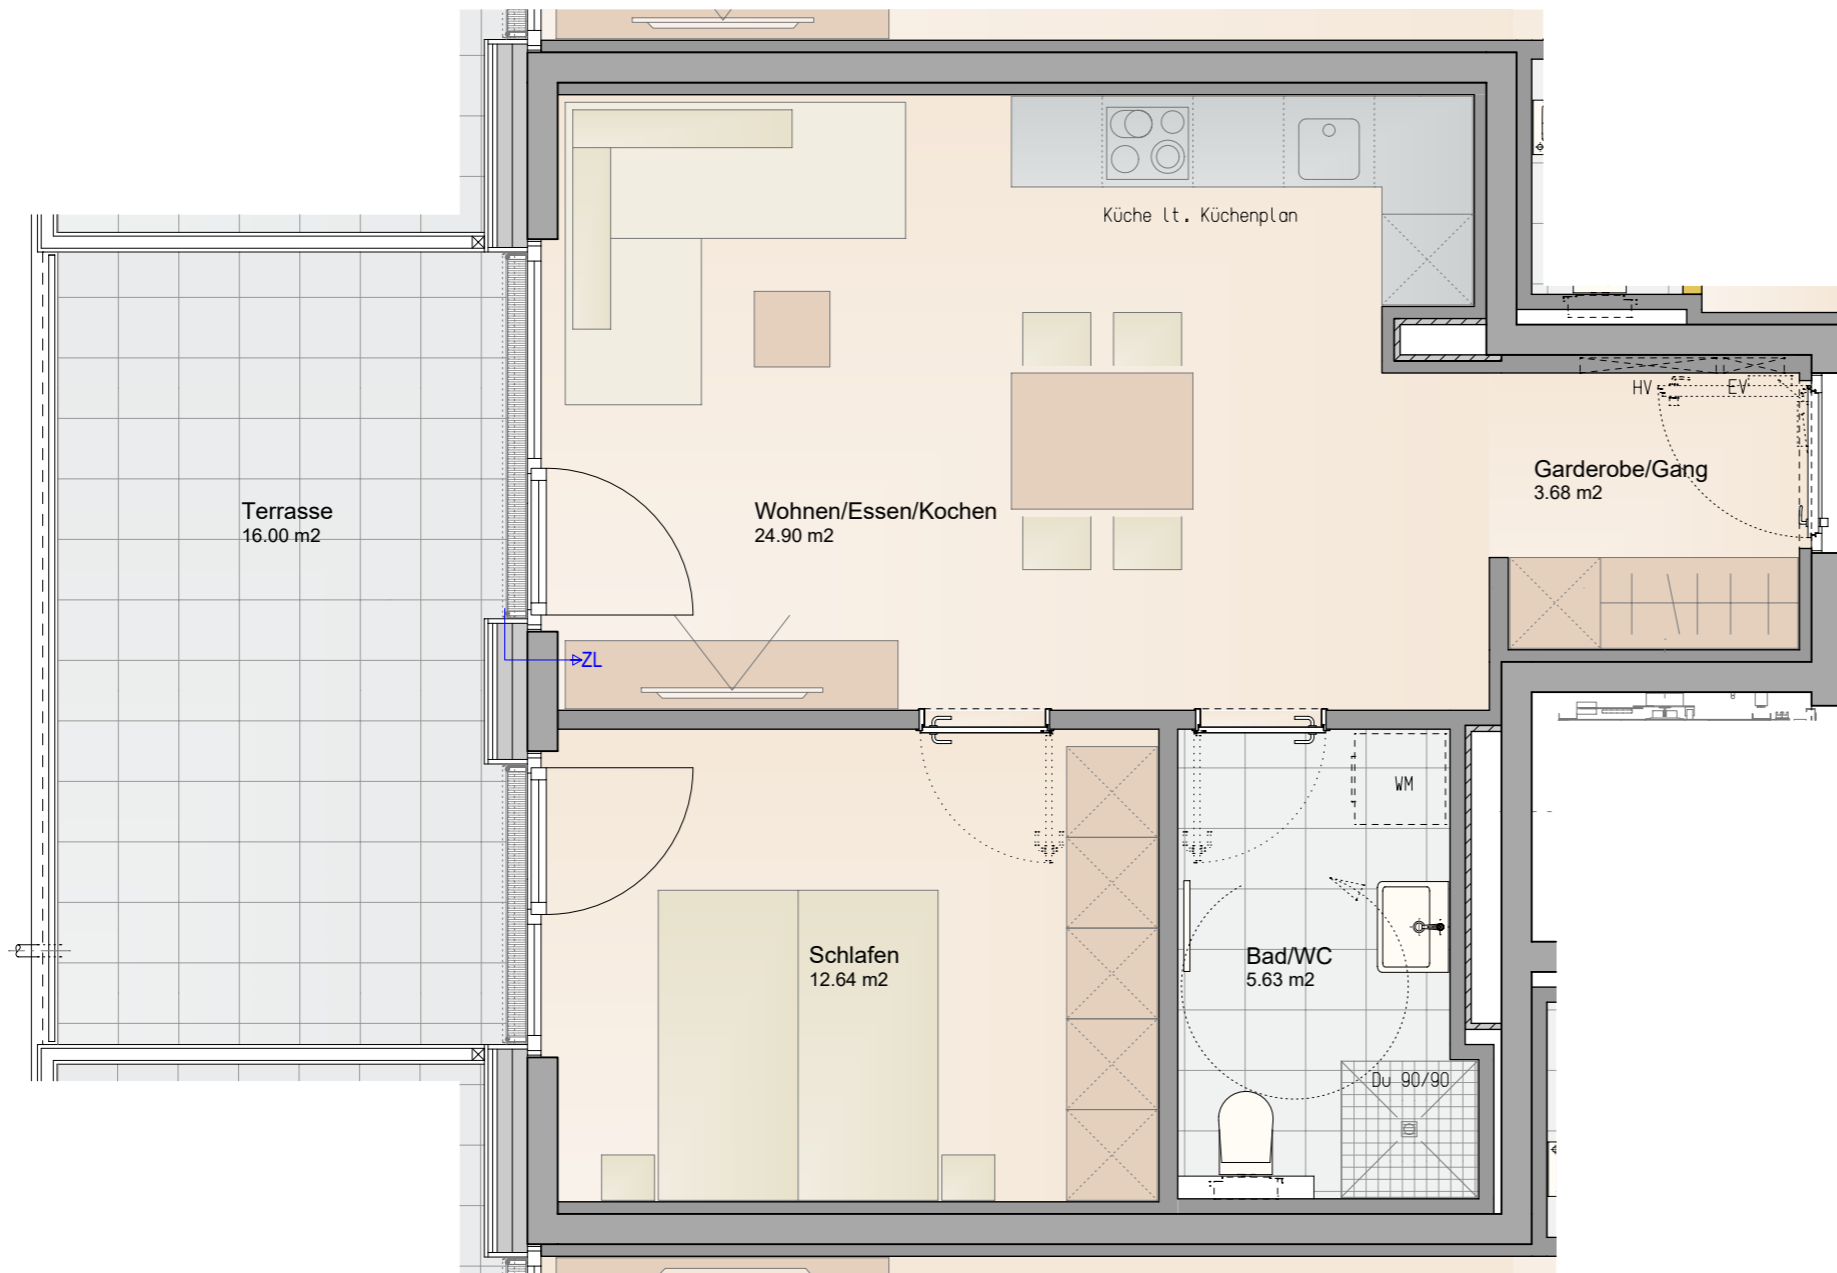 Küche lt. Küchenplan
HV
EV
Garderobe/Gang
3.68 m2
Terrasse
16.00 m2
Wohnen/Essen/Kochen
24.90 m2
ZL
WM
Schlafen
12.64 m2
Bad/WC
5.63 m2
Du 90/90